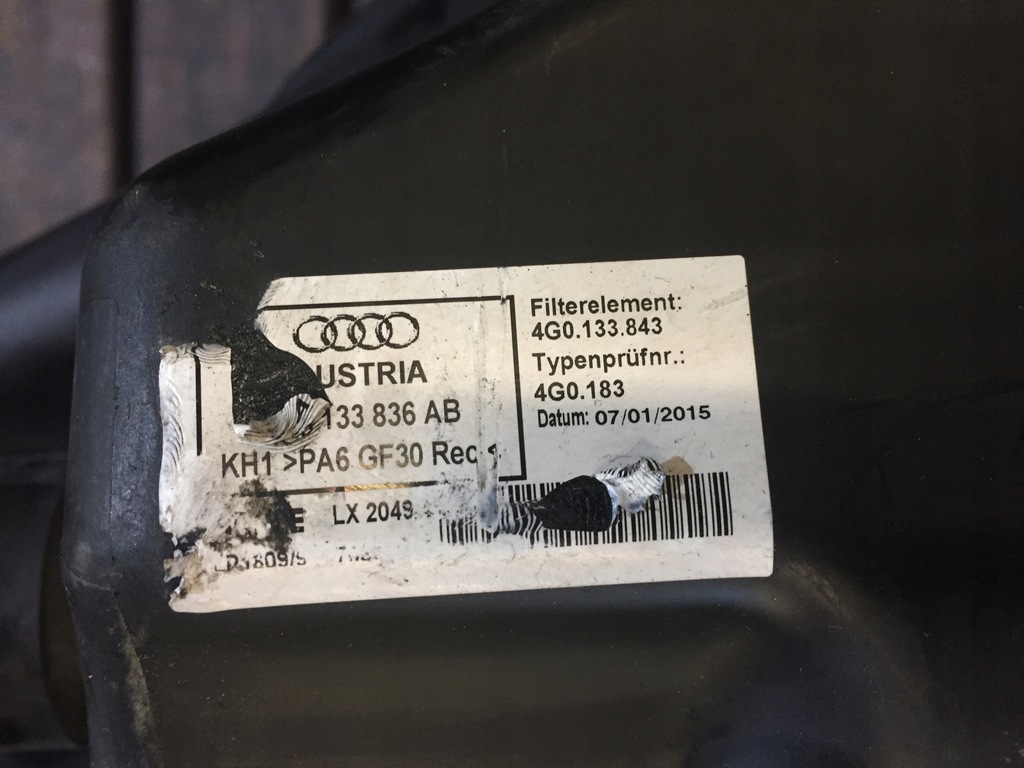 USTRIA
133 836 AB
KH1 >PA6 GF30 Rec
LX 2049
Filterelement:
4G0.133.843
Typenprüfnr.:
4G0.183
Datum: 07/01/2015